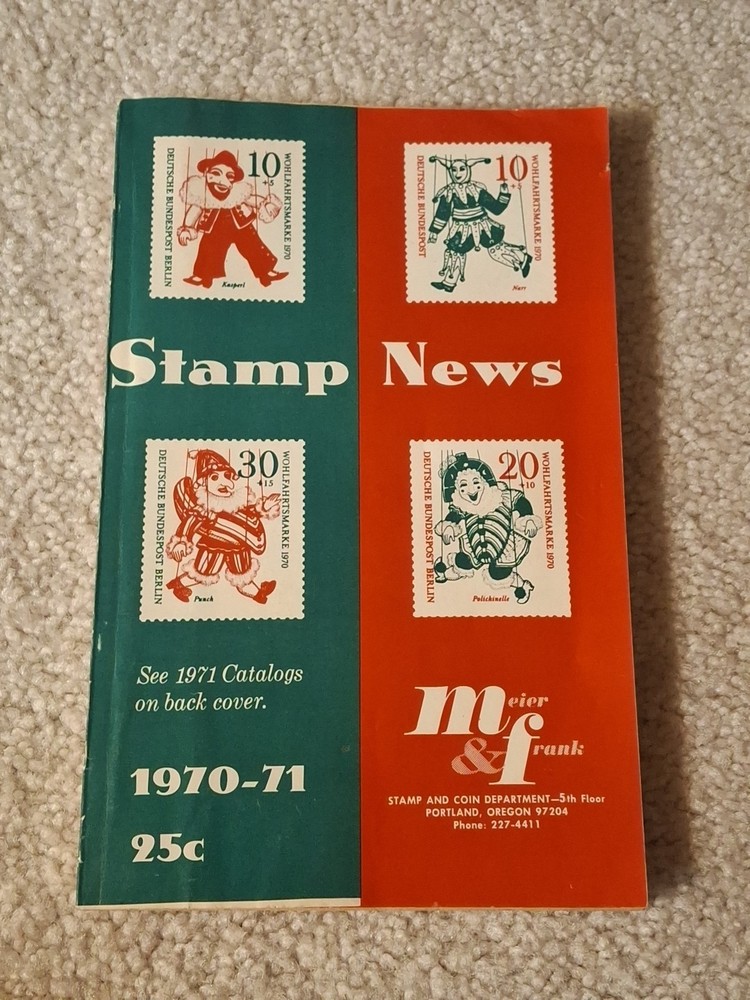 10
+5
WOHLFAHRTSMARKE 1970
DEUTSCHE BUNDESPOST BERLIN
Kasperl
10
+5
WOHLFAHRTSMARKE 1970
DEUTSCHE BUNDESPOST
Narr
Stamp News
30
+15
WOHLFAHRTSMARKE 1970
DEUTSCHE BUNDESPOST BERLIN
Punch
20
+10
WOHLFAHRTSMARKE 1970
DEUTSCHE BUNDESPOST BERLIN
Polichinelle
See 1971 Catalogs
on back cover.
1970-71
25c
meier
& frank
STAMP AND COIN DEPARTMENT—5th Floor
PORTLAND, OREGON 97204
Phone: 227-4411